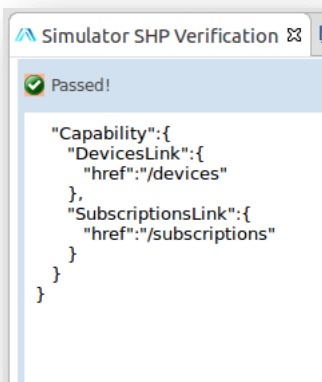 Simulator SHP Verification
Passed!
"Capability":{
"DevicesLink":{
"href":"/devices"
},
"SubscriptionsLink":{
"href":"/subscriptions"
}
}
}